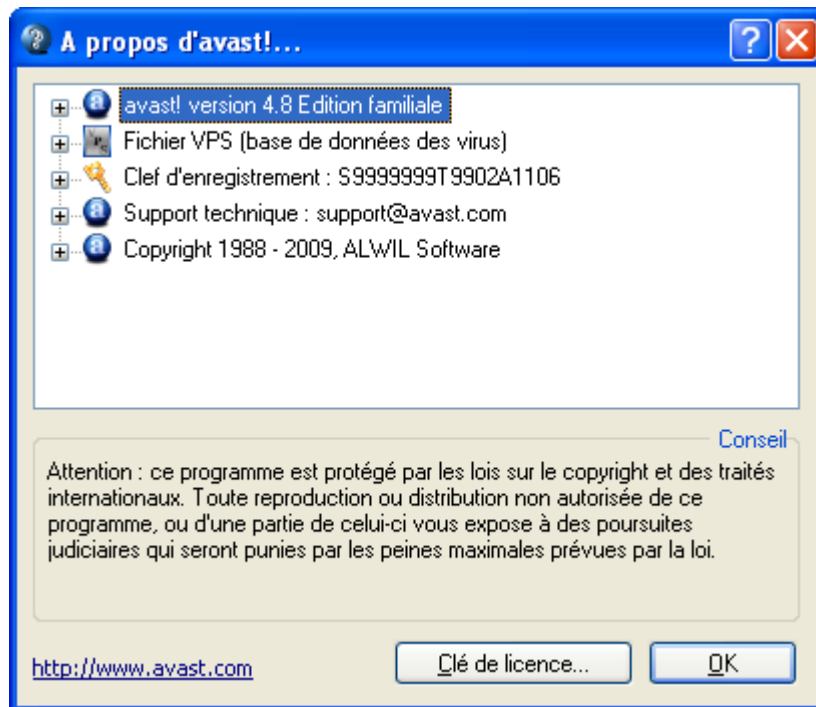 A propos d'avast!...
avast! version 4.8 Edition familiale
Fichier VPS (base de données des virus)
Clef d'enregistrement : S9999999T9902A1106
Support technique : support@avast.com
Copyright 1988 - 2009, ALWIL Software
Conseil
Attention : ce programme est protégé par les lois sur le copyright et des traités
internationaux. Toute reproduction ou distribution non autorisée de ce
programme, ou d'une partie de celui-ci vous expose à des poursuites
judiciaires qui seront punies par les peines maximales prévues par la loi.
http://www.avast.com
Clé de licence...
OK